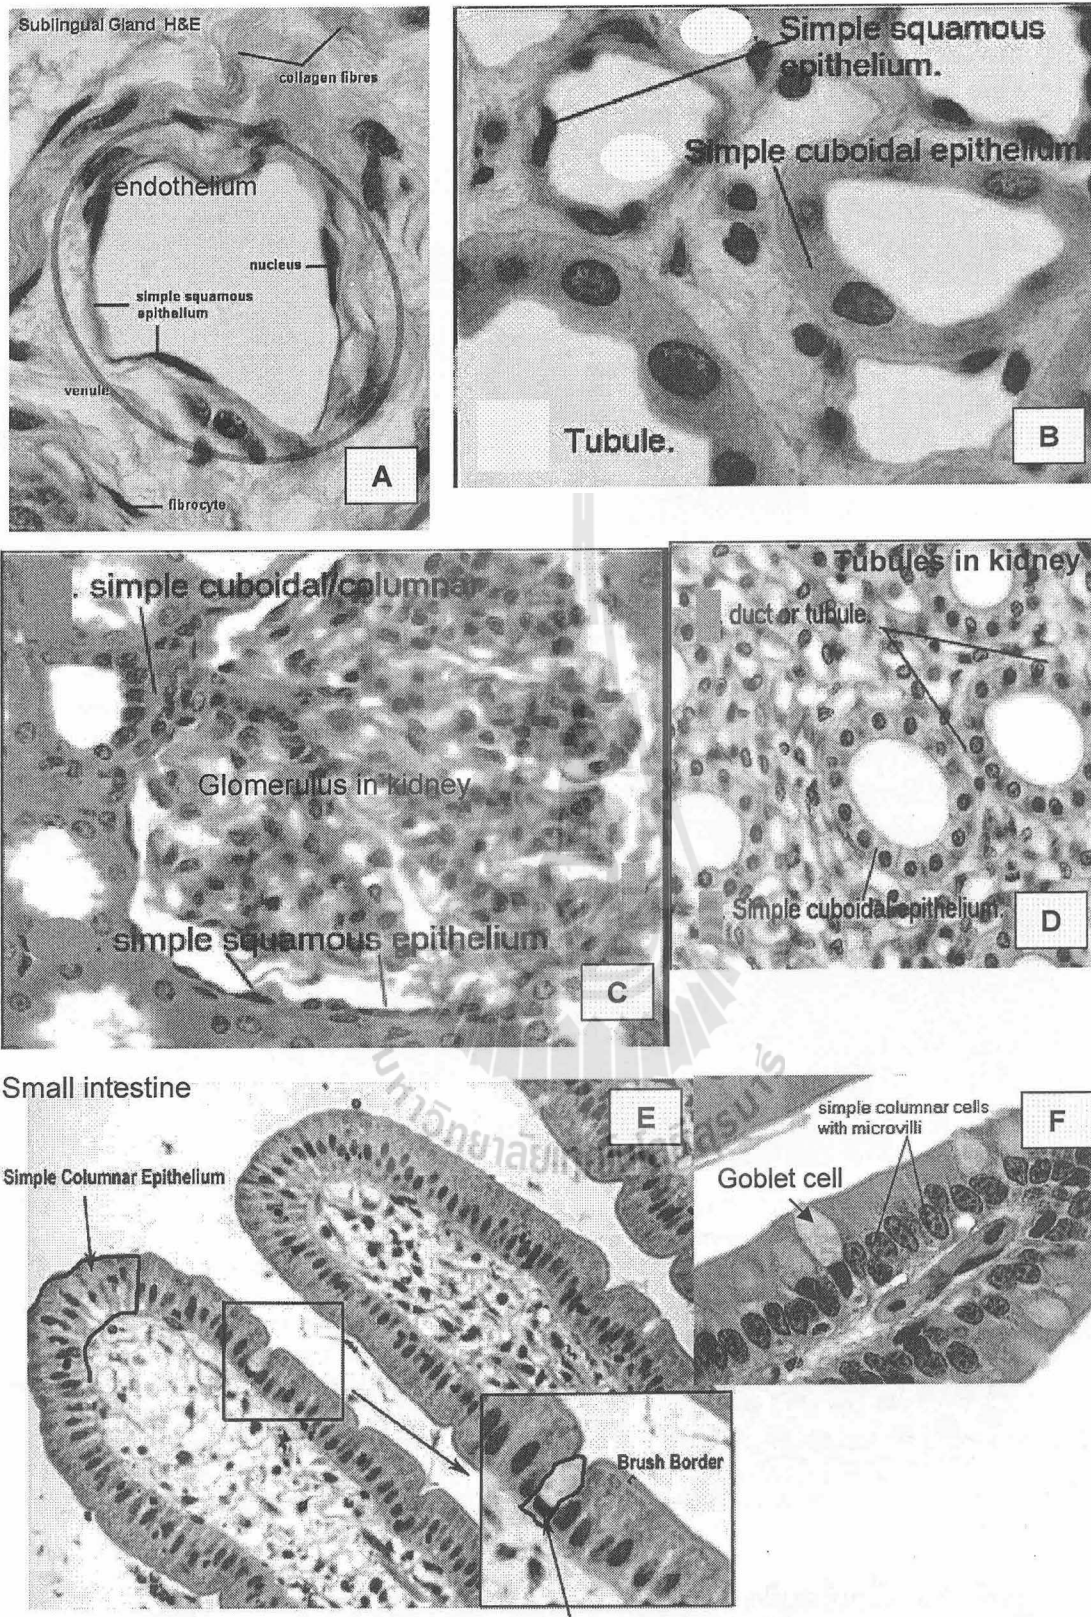 Sublingual Gland H&E
collagen fibres
endothelium
nucleus
simple squamous
epithelium
venule
fibrocyte
A
Simple squamous
epithelium.
Simple cuboidal epithelium.
Tubule.
B
. simple cuboidal/columnar
Glomerulus in kidney
. simple squamous epithelium
C
Tubules in kidney
duct or tubule.
. Simple cuboidal epithelium.
D
Small intestine
Simple Columnar Epithelium
E
Brush Border
simple columnar cells
with microvilli
Goblet cell
F